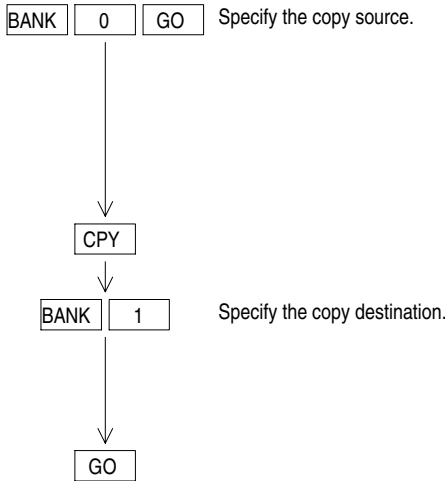 BANK 0 GO Specify the copy source.
CPY
BANK 1 Specify the copy destination.
GO